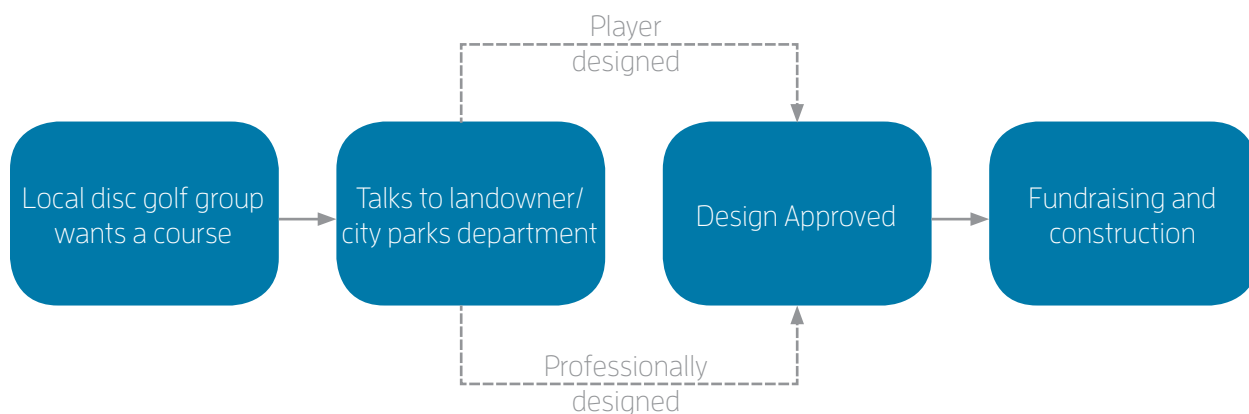 Player
designed
Local disc golf group
wants a course
Talks to landowner/
city parks department
Design Approved
Fundraising and
construction
Professionally
designed